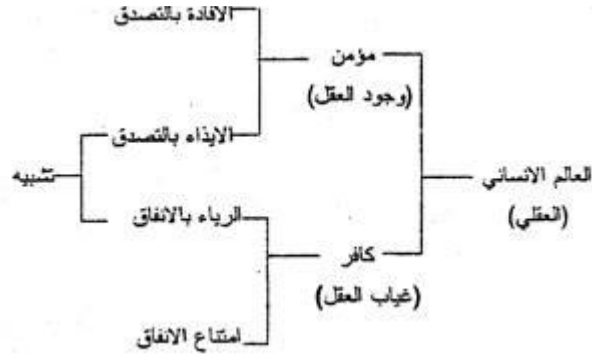 الافادة بالتصدق
مؤمن
(وجود العقل)
الايذاء بالتصدق
العالم الانساني
تشبيه
(العقلي)
الرياء بالانفاق
كافر
(غياب العقل)
امتناع الانفاق